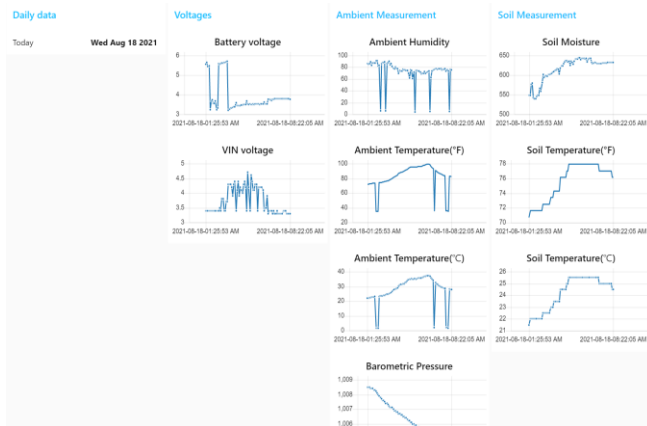 Daily data
Today Wed Aug 18 2021
Voltages
Battery voltage
6
5
4
3
2021-08-18-01:25:53 AM 2021-08-18-08:22:05 AM
VIN voltage
5
4.5
4
3.5
3
2021-08-18-01:25:53 AM 2021-08-18-08:22:05 AM
Ambient Measurement
Ambient Humidity
100
80
60
40
20
0
2021-08-18-01:25:53 AM 2021-08-18-08:22:05 AM
Ambient Temperature(°F)
100
80
60
40
20
2021-08-18-01:25:53 AM 2021-08-18-08:22:05 AM
Ambient Temperature(°C)
40
30
20
10
0
2021-08-18-01:25:53 AM 2021-08-18-08:22:05 AM
Barometric Pressure
1,009
1,008
1,007
1,006
Soil Measurement
Soil Moisture
650
600
550
500
2021-08-18-01:25:53 AM 2021-08-18-08:22:05 AM
Soil Temperature(°F)
78
76
74
72
70
2021-08-18-01:25:53 AM 2021-08-18-08:22:05 AM
Soil Temperature(°C)
26
25
24
23
22
21
2021-08-18-01:25:53 AM 2021-08-18-08:22:05 AM